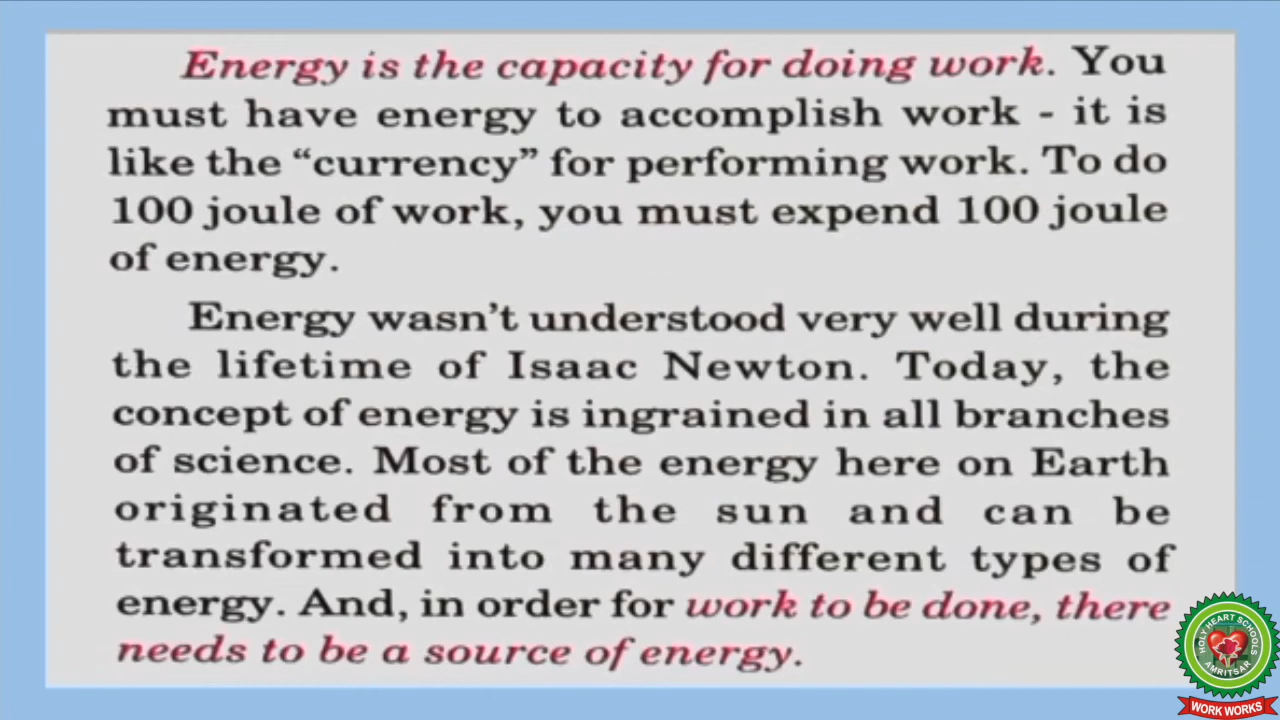 Energy is the capacity for doing work. You
must have energy to accomplish work - it is
like the “currency” for performing work. To do
100 joule of work, you must expend 100 joule
of energy.
Energy wasn’t understood very well during
the lifetime of Isaac Newton. Today, the
concept of energy is ingrained in all branches
of science. Most of the energy here on Earth
originated from the sun and can be
transformed into many different types of
energy. And, in order for work to be done, there
needs to be a source of energy.
HOLY HEART SCHOOLS
AMRITSAR
WORK WORKS